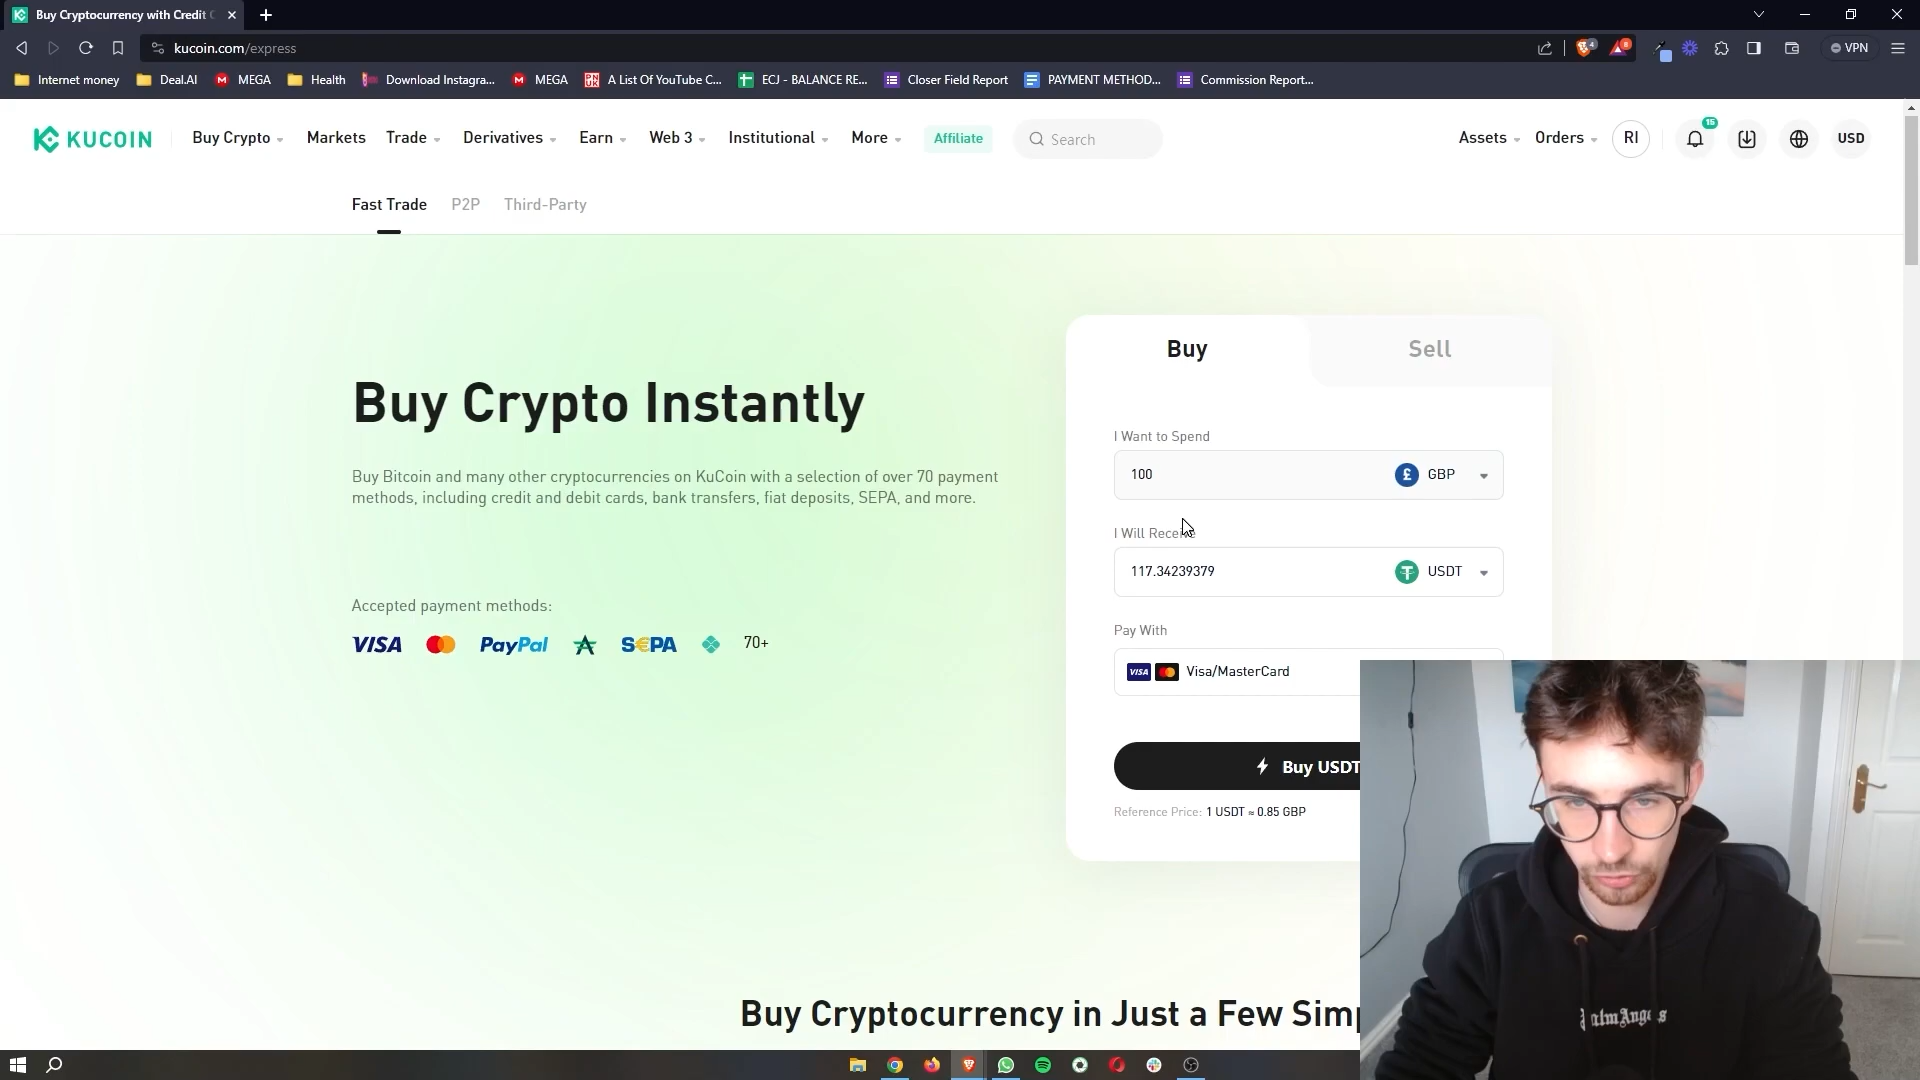 Buy Cryptocurrency with Credit C
kucoin.com/express
4
8
VPN
Internet money
Deal.AI
MEGA
Health
Download Instagra...
MEGA
A List Of YouTube C...
ECJ - BALANCE RE...
Closer Field Report
PAYMENT METHOD...
Commission Report...
KUCOIN
Buy Crypto
Markets
Trade
Derivatives
Earn
Web 3
Institutional
More
Affiliate
Search
Assets
Orders
RI
15
USD
Fast Trade
P2P
Third-Party
Buy
Sell
Buy Crypto Instantly
Buy Bitcoin and many other cryptocurrencies on KuCoin with a selection of over 70 payment
methods, including credit and debit cards, bank transfers, fiat deposits, SEPA, and more.
Accepted payment methods:
VISA
PayPal
S€PA
70+
I Want to Spend
100
£ GBP
I Will Receive
117.34239379
USDT
Pay With
VISA
Visa/MasterCard
Buy USDT
Reference Price: 1 USDT ≈ 0.85 GBP
Buy Cryptocurrency in Just a Few Simp